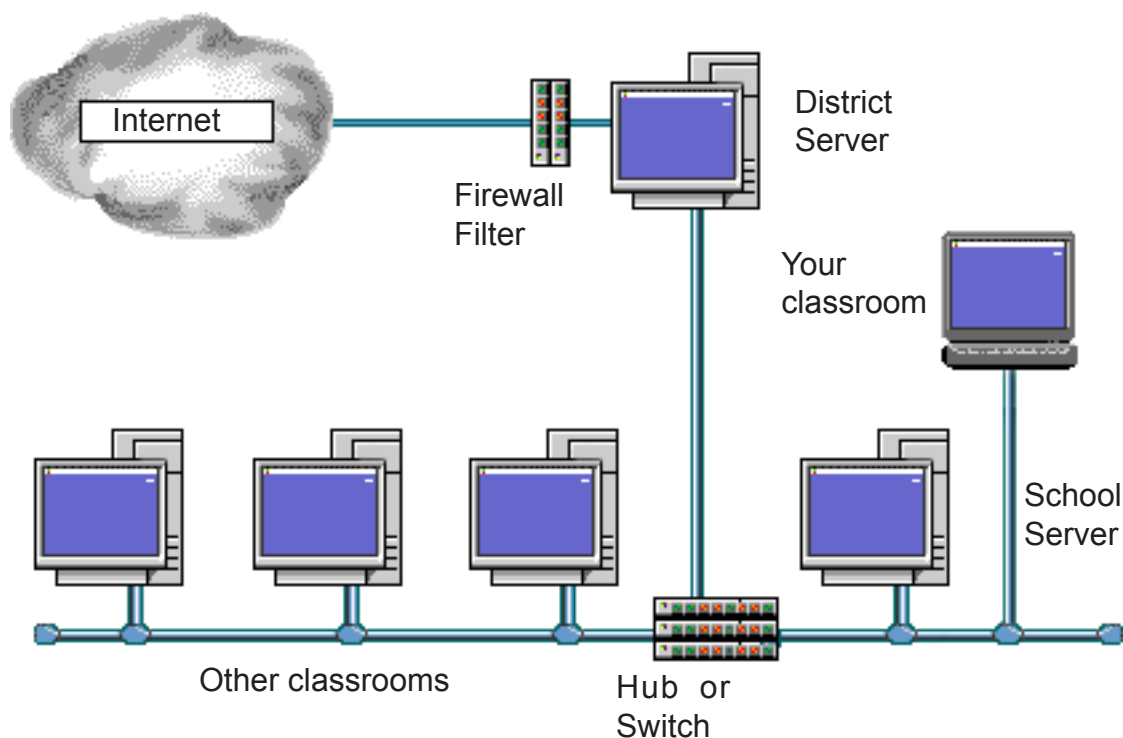 Internet
District
Server
Firewall
Filter
Your
classroom
School
Server
Other classrooms
Hub or
Switch